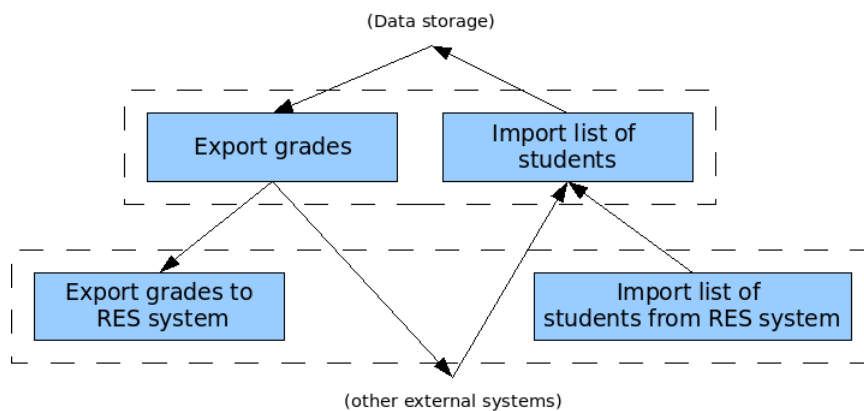 (Data storage)
Export grades
Import list of
students
Export grades to
RES system
Import list of
students from RES system
(other external systems)